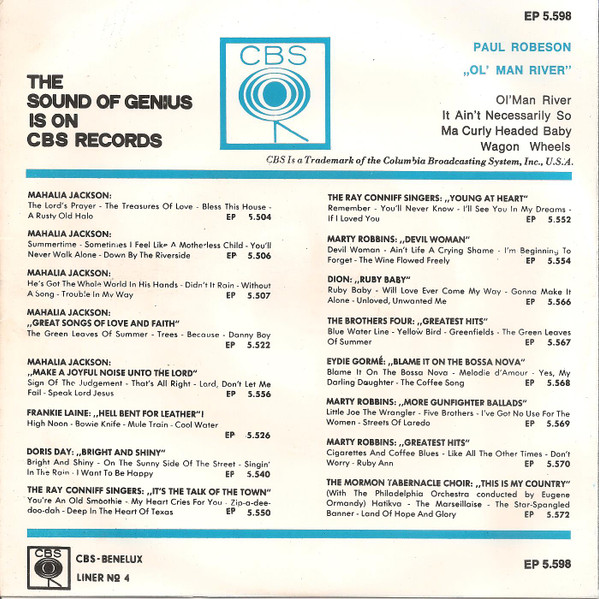 EP 5.598
CBS
THE
SOUND OF GENIUS
IS ON
CBS RECORDS
PAUL ROBESON
„OL' MAN RIVER"
Ol'Man River
It Ain't Necessarily So
Ma Curly Headed Baby
Wagon Wheels
CBS Is a Trademark of the Columbia Broadcasting System, Inc., U.S.A.
MAHALIA JACKSON:
The Lord's Prayer - The Treasures Of Love - Bless This House -
A Rusty Old Halo EP 5.504
MAHALIA JACKSON:
Summertime - Sometimes I Feel Like A Motherless Child - You'll
Never Walk Alone - Down By The Riverside EP 5.506
MAHALIA JACKSON:
He's Got The Whole World In His Hands - Didn't It Rain - Without
A Song - Trouble In My Way EP 5.507
MAHALIA JACKSON:
„GREAT SONGS OF LOVE AND FAITH"
The Green Leaves Of Summer - Trees - Because - Danny Boy
EP 5.522
MAHALIA JACKSON:
„MAKE A JOYFUL NOISE UNTO THE LORD"
Sign Of The Judgement - That's All Right - Lord, Don't Let Me
Fail - Speak Lord Jesus EP 5.556
FRANKIE LAINE: „HELL BENT FOR LEATHER"!
High Noon - Bowie Knife - Mule Train - Cool Water
EP 5.526
DORIS DAY: „BRIGHT AND SHINY"
Bright And Shiny - On the Sunny Side Of The Street - Singin'
In The Rain - I Want To Be Happy EP 5.540
THE RAY CONNIFF SINGERS: „IT'S THE TALK OF THE TOWN"
You're An Old Smoothie - My Heart Cries For You - Zip-a-dee-
doo-dah - Deep In The Heart Of Texas EP 5.550
THE RAY CONNIFF SINGERS: „YOUNG AT HEART"
Remember - You'll Never Know - I'll See You In My Dreams -
If I Loved You EP 5.552
MARTY ROBBINS: „DEVIL WOMAN"
Devil Woman - Ain't Life A Crying Shame - I'm Beginning To
Forget - The Wine Flowed Freely EP 5.554
DION: „RUBY BABY"
Ruby Baby - Will Love Ever Come My Way - Gonna Make It
Alone - Unloved, Unwanted Me EP 5.566
THE BROTHERS FOUR: „GREATEST HITS"
Blue Water Line - Yellow Bird - Greenfields - The Green Leaves
Of Summer EP 5.567
EYDIE GORMÉ: „BLAME IT ON THE BOSSA NOVA"
Blame It On The Bossa Nova - Melodie d'Amour - Yes, My
Darling Daughter - The Coffee Song EP 5.568
MARTY ROBBINS: „MORE GUNFIGHTER BALLADS"
Little Joe The Wrangler - Five Brothers - I've Got No Use For The
Women - Streets Of Laredo EP 5.569
MARTY ROBBINS: „GREATEST HITS"
Cigarettes And Coffee Blues - Like All The Other Times - Don't
Worry - Ruby Ann EP 5.570
THE MORMON TABERNACLE CHOIR: „THIS IS MY COUNTRY"
(With The Philadelphia Orchestra conducted by Eugene
Ormandy) Hatikva - The Marseillaise - The Star-Spangled
Banner - Land Of Hope And Glory EP 5.572
CBS
CBS-BENELUX
LINER Nº 4
EP 5.598